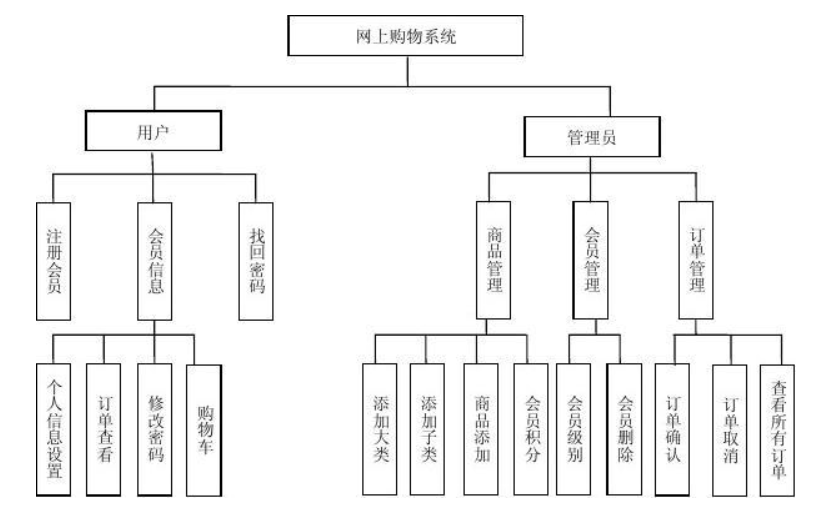 网上购物系统
用户
管理员
注册会员
会员信息
找回密码
商品管理
会员管理
订单管理
个人信息设置
订单查看
修改密码
购物车
添加大类
添加子类
商品添加
会员积分
会员级别
会员删除
订单确认
订单取消
查看所有订单